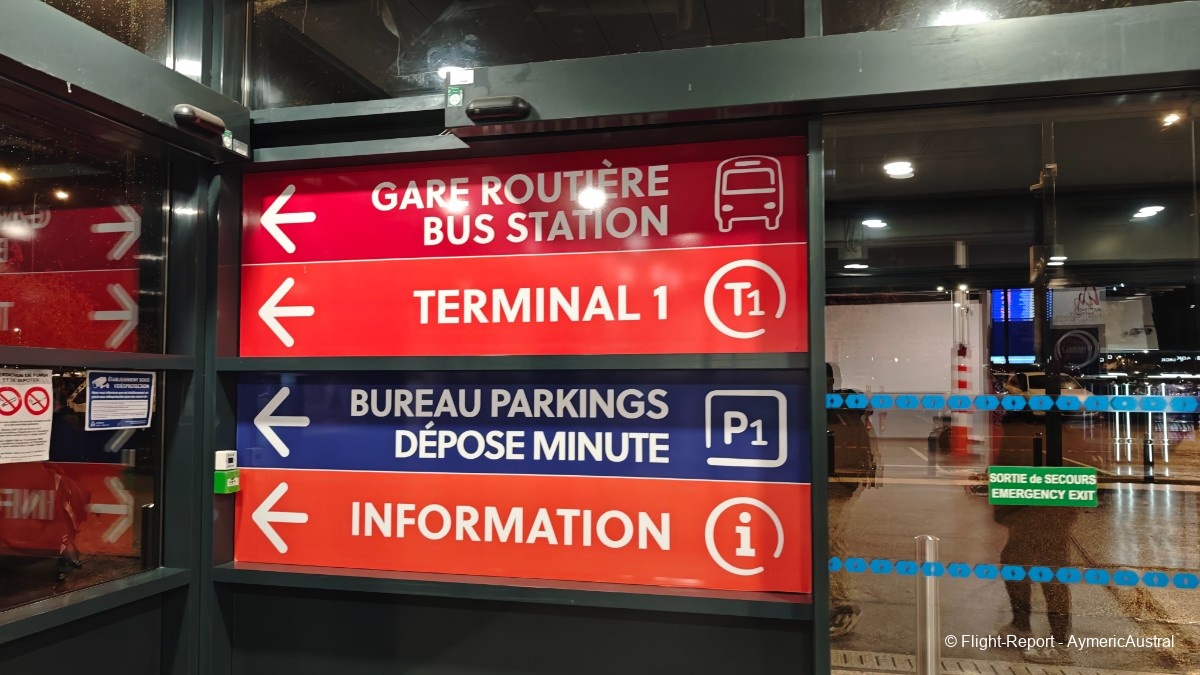 GARE ROUTIÈRE
BUS STATION
TERMINAL 1
T1
BUREAU PARKINGS
DÉPOSE MINUTE
P1
INFORMATION
i
SORTIE de SECOURS
EMERGENCY EXIT
© Flight-Report - AymericAustral